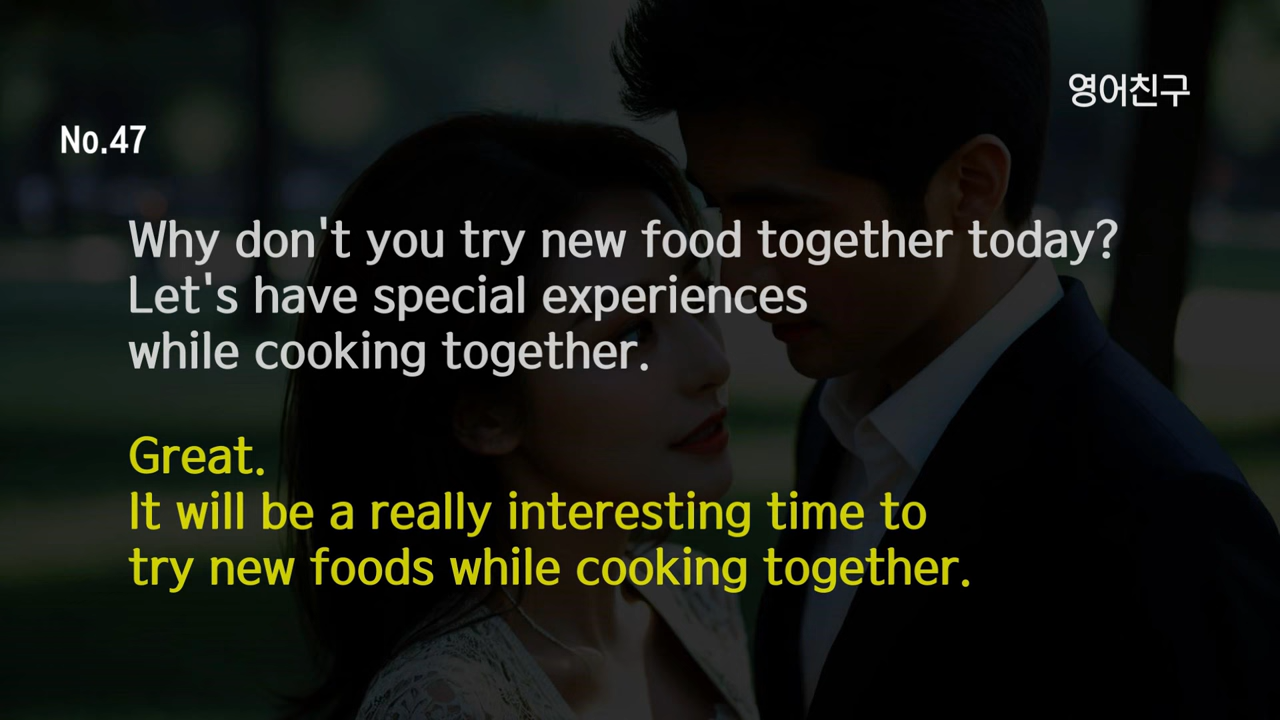 영어친구
No.47
Why don't you try new food together today?
Let's have special experiences
while cooking together.
Great.
It will be a really interesting time to
try new foods while cooking together.